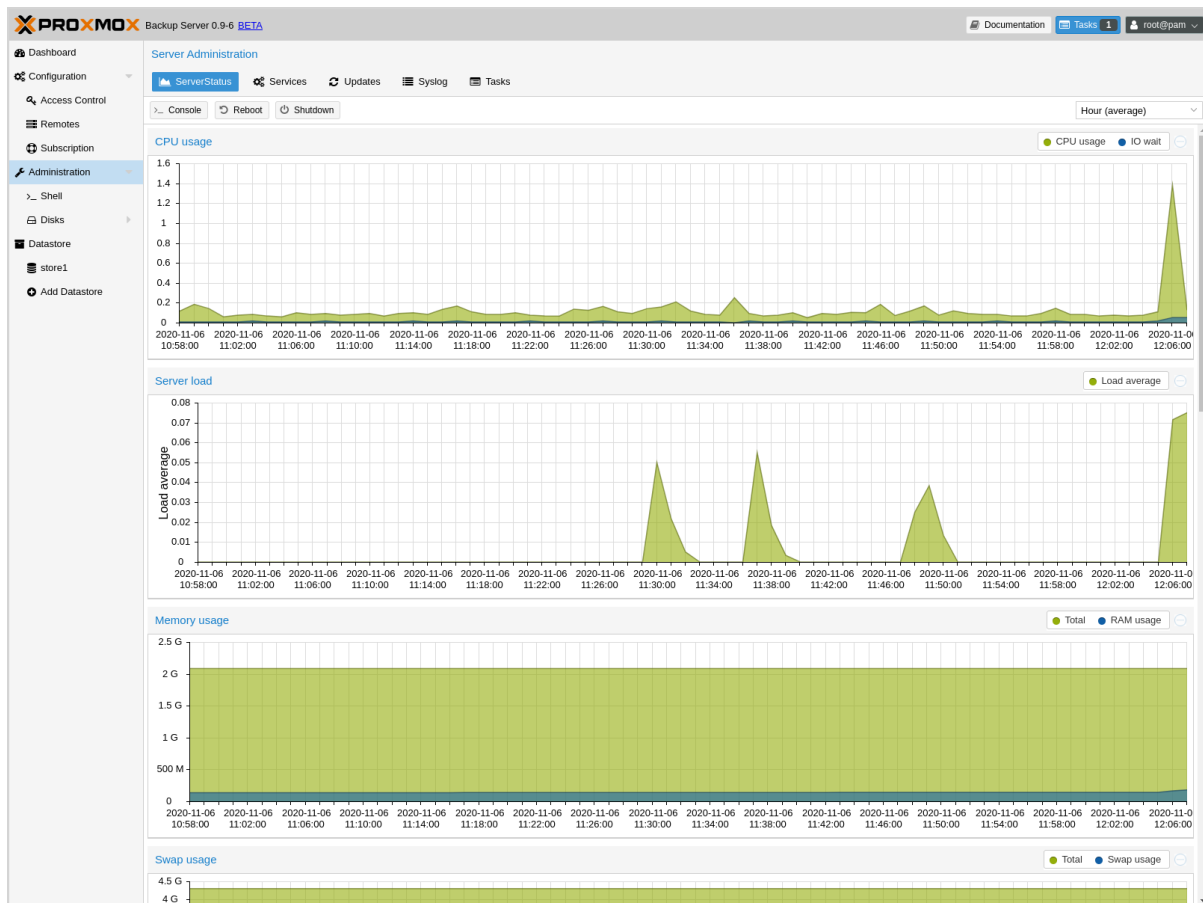 PROXMOX Backup Server 0.9-6 BETA
Documentation
Tasks 1
root@pam
Dashboard
Configuration
Access Control
Remotes
Subscription
Administration
>_ Shell
Disks
Datastore
store1
Add Datastore
Server Administration
ServerStatus Services Updates Syslog Tasks
>_ Console Reboot Shutdown
Hour (average)
CPU usage
CPU usage IO wait
1.6
1.4
1.2
1
0.8
0.6
0.4
0.2
0
2020-11-06 2020-11-06 2020-11-06 2020-11-06 2020-11-06 2020-11-06 2020-11-06 2020-11-06 2020-11-06 2020-11-06 2020-11-06 2020-11-06 2020-11-06 2020-11-06 2020-11-06 2020-11-06 2020-11-06 2020-11-06
10:58:00 11:02:00 11:06:00 11:10:00 11:14:00 11:18:00 11:22:00 11:26:00 11:30:00 11:34:00 11:38:00 11:42:00 11:46:00 11:50:00 11:54:00 11:58:00 12:02:00 12:06:00
Server load
Load average
Load average
0.08
0.07
0.06
0.05
0.04
0.03
0.02
0.01
0
2020-11-06 2020-11-06 2020-11-06 2020-11-06 2020-11-06 2020-11-06 2020-11-06 2020-11-06 2020-11-06 2020-11-06 2020-11-06 2020-11-06 2020-11-06 2020-11-06 2020-11-06 2020-11-06 2020-11-06 2020-11-0
10:58:00 11:02:00 11:06:00 11:10:00 11:14:00 11:18:00 11:22:00 11:26:00 11:30:00 11:34:00 11:38:00 11:42:00 11:46:00 11:50:00 11:54:00 11:58:00 12:02:00 12:06:00
Memory usage
Total RAM usage
2.5 G
2 G
1.5 G
1 G
500 M
0
2020-11-06 2020-11-06 2020-11-06 2020-11-06 2020-11-06 2020-11-06 2020-11-06 2020-11-06 2020-11-06 2020-11-06 2020-11-06 2020-11-06 2020-11-06 2020-11-06 2020-11-06 2020-11-06 2020-11-06 2020-11-0
10:58:00 11:02:00 11:06:00 11:10:00 11:14:00 11:18:00 11:22:00 11:26:00 11:30:00 11:34:00 11:38:00 11:42:00 11:46:00 11:50:00 11:54:00 11:58:00 12:02:00 12:06:00
Swap usage
Total Swap usage
4.5 G
4 G